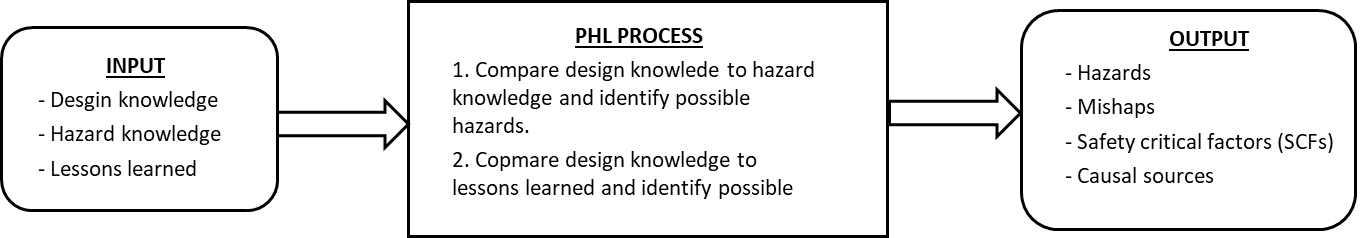 INPUT
- Desgin knowledge
- Hazard knowledge
- Lessons learned
PHL PROCESS
1. Compare design knowlede to hazard
knowledge and identify possible
hazards.
2. Copmare design knowledge to
lessons learned and identify possible
OUTPUT
- Hazards
- Mishaps
- Safety critical factors (SCFs)
- Causal sources